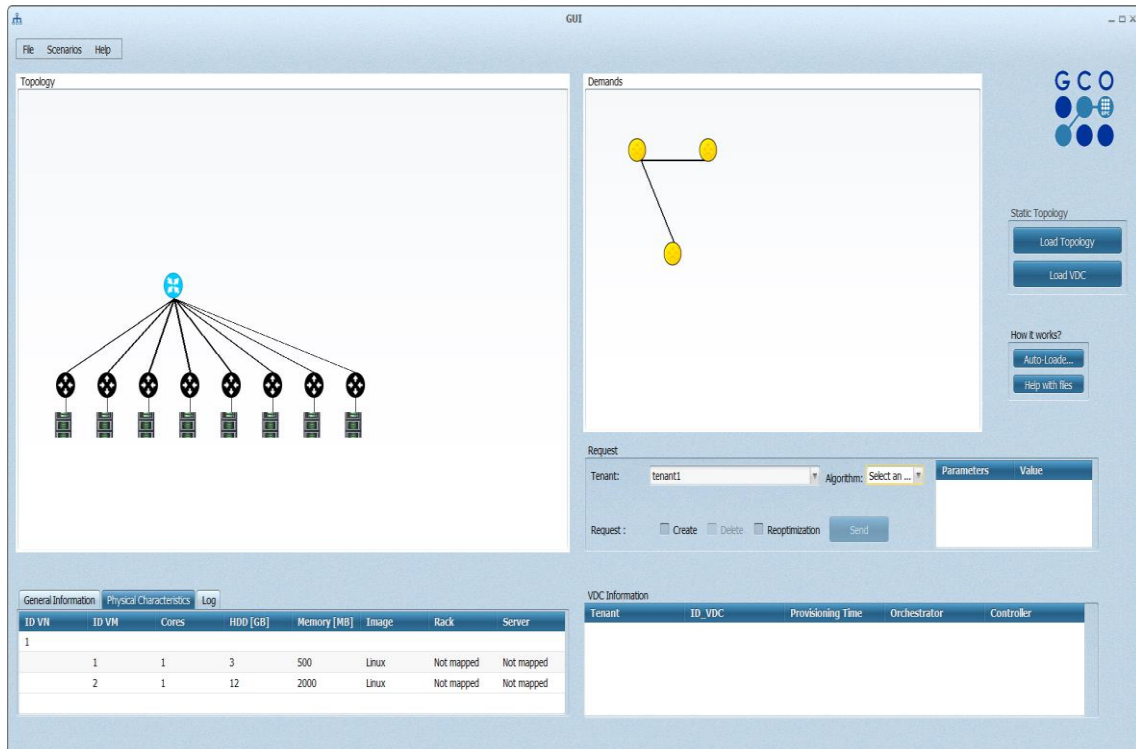 GUI
File Scenarios Help
Topology
Demands
GCO
Static Topology
Load Topology
Load VDC
How it works?
Auto-Loade...
Help with files
Request
Tenant: tenant1 Algorithm: Select an ...
Parameters Value
Request : Create Delete Reoptimization Send
General Information Physical Characteristics Log
ID VN ID VM Cores HDD [GB] Memory [MB] Image Rack Server
1
1 1 3 500 Linux Not mapped Not mapped
2 1 12 2000 Linux Not mapped Not mapped
VDC Information
Tenant ID_VDC Provisioning Time Orchestrator Controller